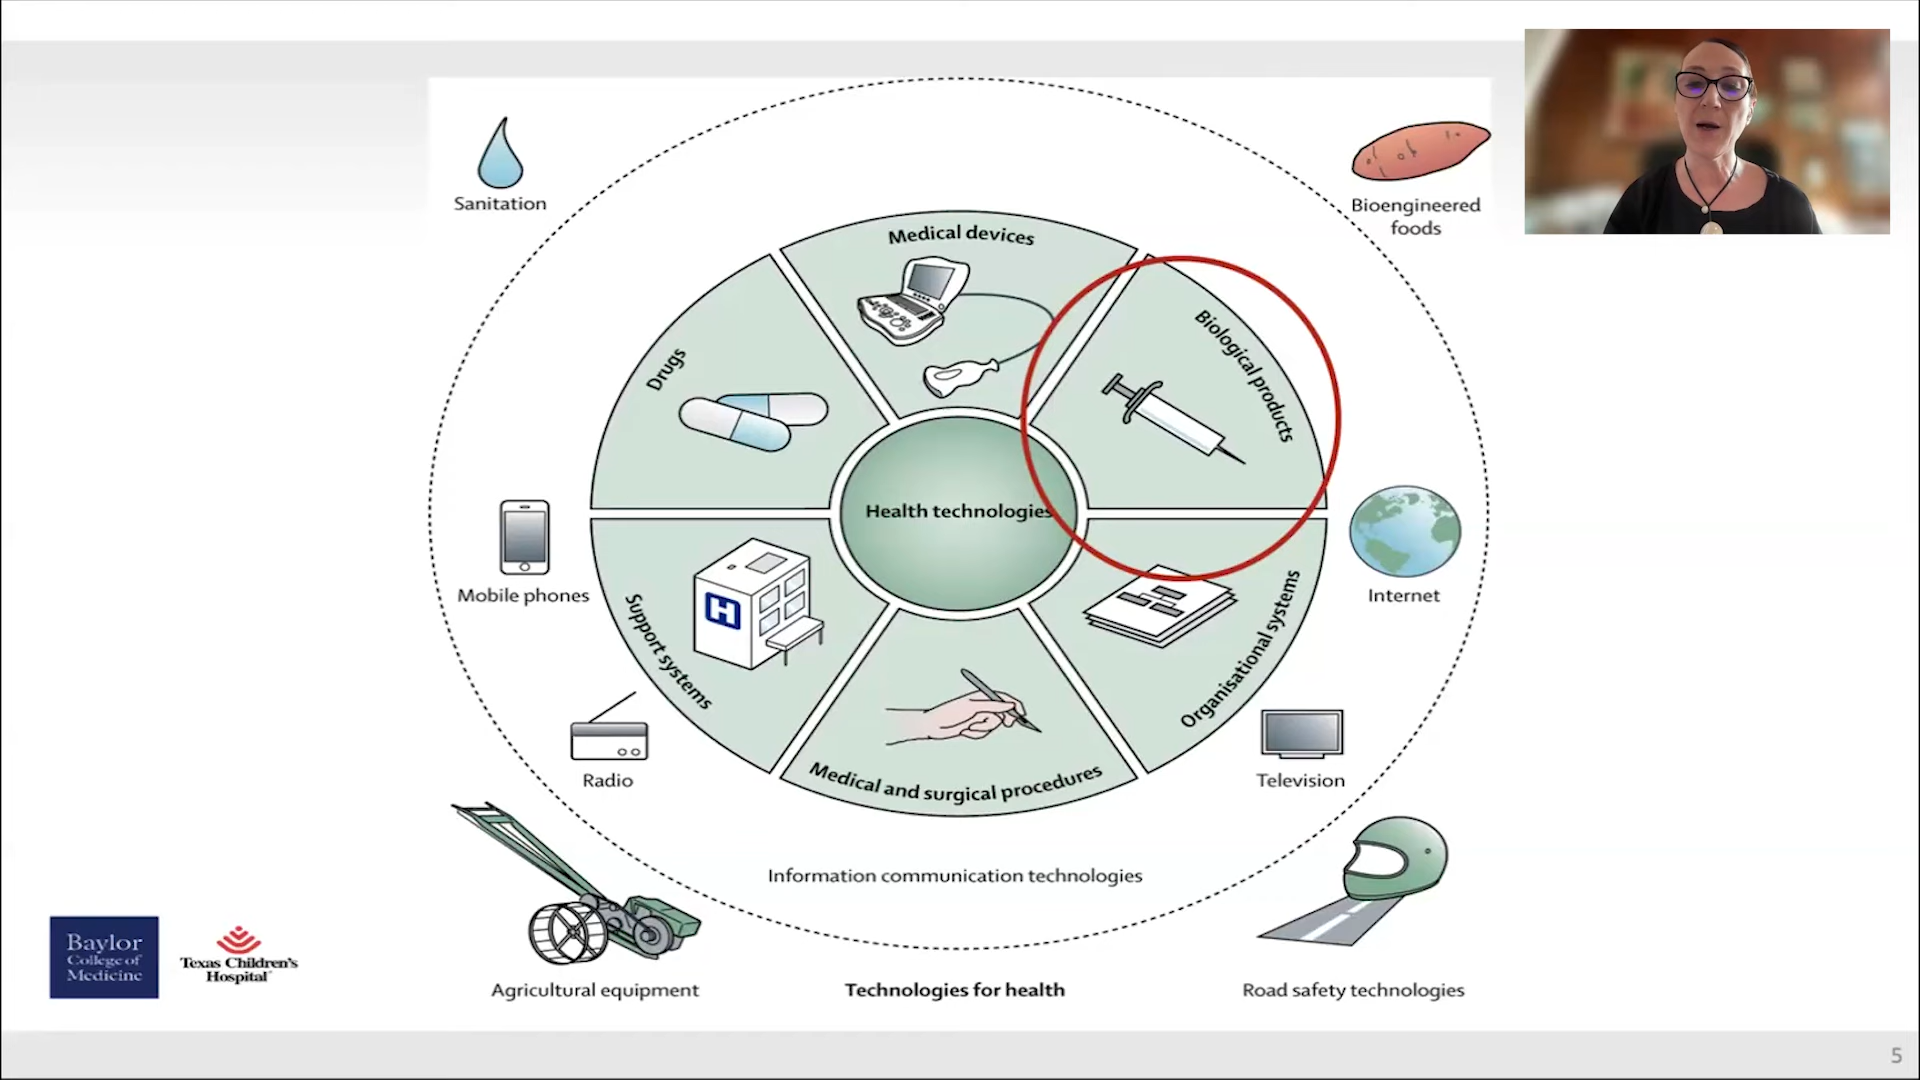 Sanitation
Bioengineered
foods
Medical devices
Drugs
Biological products
Health technologies
Mobile phones
Internet
Support systems
H
Organisational systems
Radio
Television
Medical and surgical procedures
Information communication technologies
Baylor
College of
Medicine
Texas Children's
Hospital
Agricultural equipment
Technologies for health
Road safety technologies
5